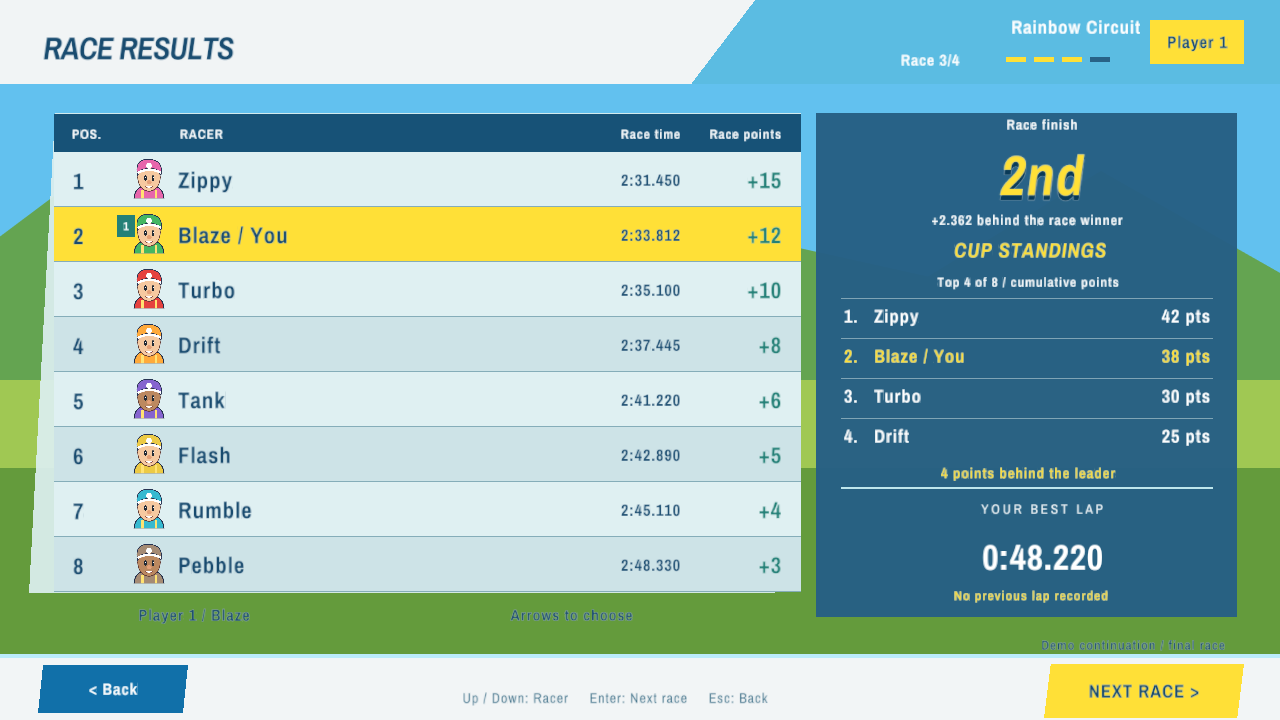 RACE RESULTS
Rainbow Circuit
Player 1
Race 3/4
POS. RACER Race time Race points
1 Zippy 2:31.450 +15
2 1 Blaze / You 2:33.812 +12
3 Turbo 2:35.100 +10
4 Drift 2:37.445 +8
5 Tank 2:41.220 +6
6 Flash 2:42.890 +5
7 Rumble 2:45.110 +4
8 Pebble 2:48.330 +3
Player 1 / Blaze Arrows to choose
Race finish
2nd
+2.362 behind the race winner
CUP STANDINGS
Top 4 of 8 / cumulative points
1. Zippy 42 pts
2. Blaze / You 38 pts
3. Turbo 30 pts
4. Drift 25 pts
4 points behind the leader
YOUR BEST LAP
0:48.220
No previous lap recorded
Demo continuation / final race
< Back
Up / Down: Racer Enter: Next race Esc: Back
NEXT RACE >